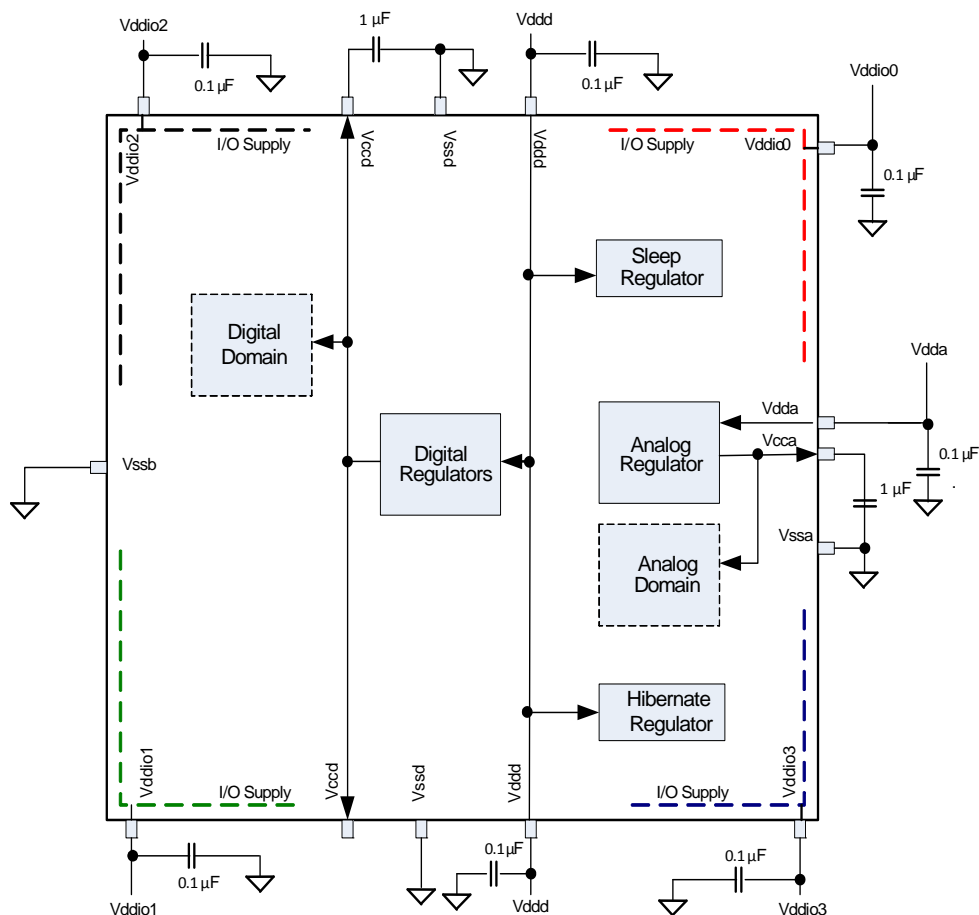 Vddio2
1 µF
Vddd
0.1 µF
0.1 µF
Vddio0
Vddio2
I/O Supply
Vccd
Vssd
Vddd
I/O Supply
Vddio0
0.1 µF
Sleep
Regulator
Digital
Domain
Vdda
Vdda
Vcca
Digital
Regulators
Analog
Regulator
0.1 µF
.
Vssb
1 µF
Vssa
Analog
Domain
Hibernate
Regulator
Vddio1
I/O Supply
Vccd
Vssd
Vddd
I/O Supply
Vddio3
0.1 µF
0.1 µF
0.1 µF
Vddio1
Vddd
Vddio3